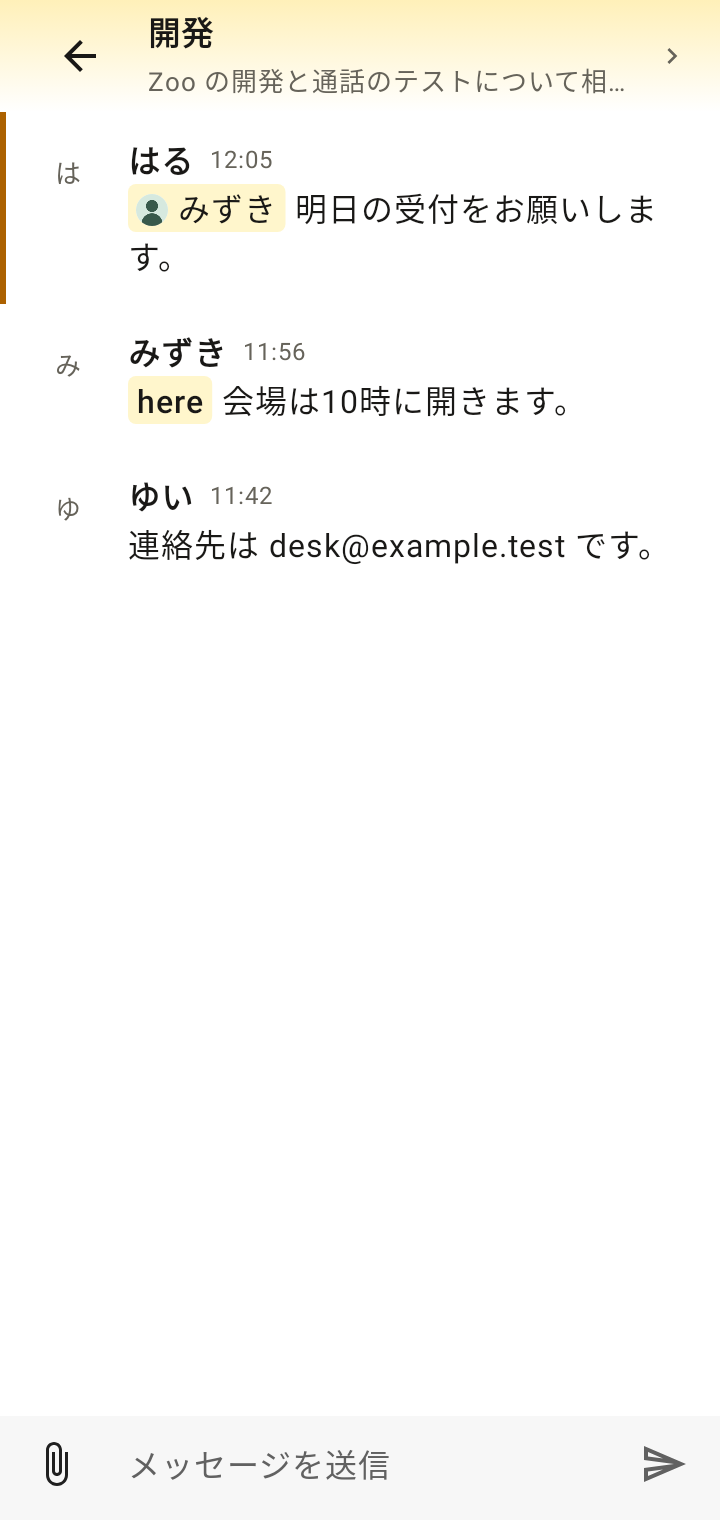 開発
Zoo の開発と通話のテストについて相…
は
はる 12:05
みずき 明日の受付をお願いしま
す。
み
みずき 11:56
here 会場は10時に開きます。
ゆ
ゆい 11:42
連絡先は desk@example.test です。
メッセージを送信